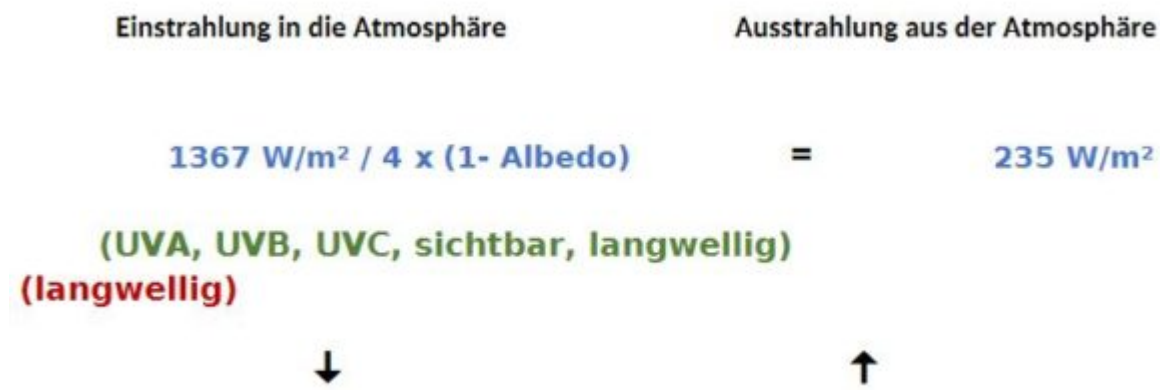 Einstrahlung in die Atmosphäre Ausstrahlung aus der Atmosphäre
1367 W/m² / 4 x (1- Albedo) = 235 W/m²
(UVA, UVB, UVC, sichtbar, langwellig)
(langwellig)
↓ ↑